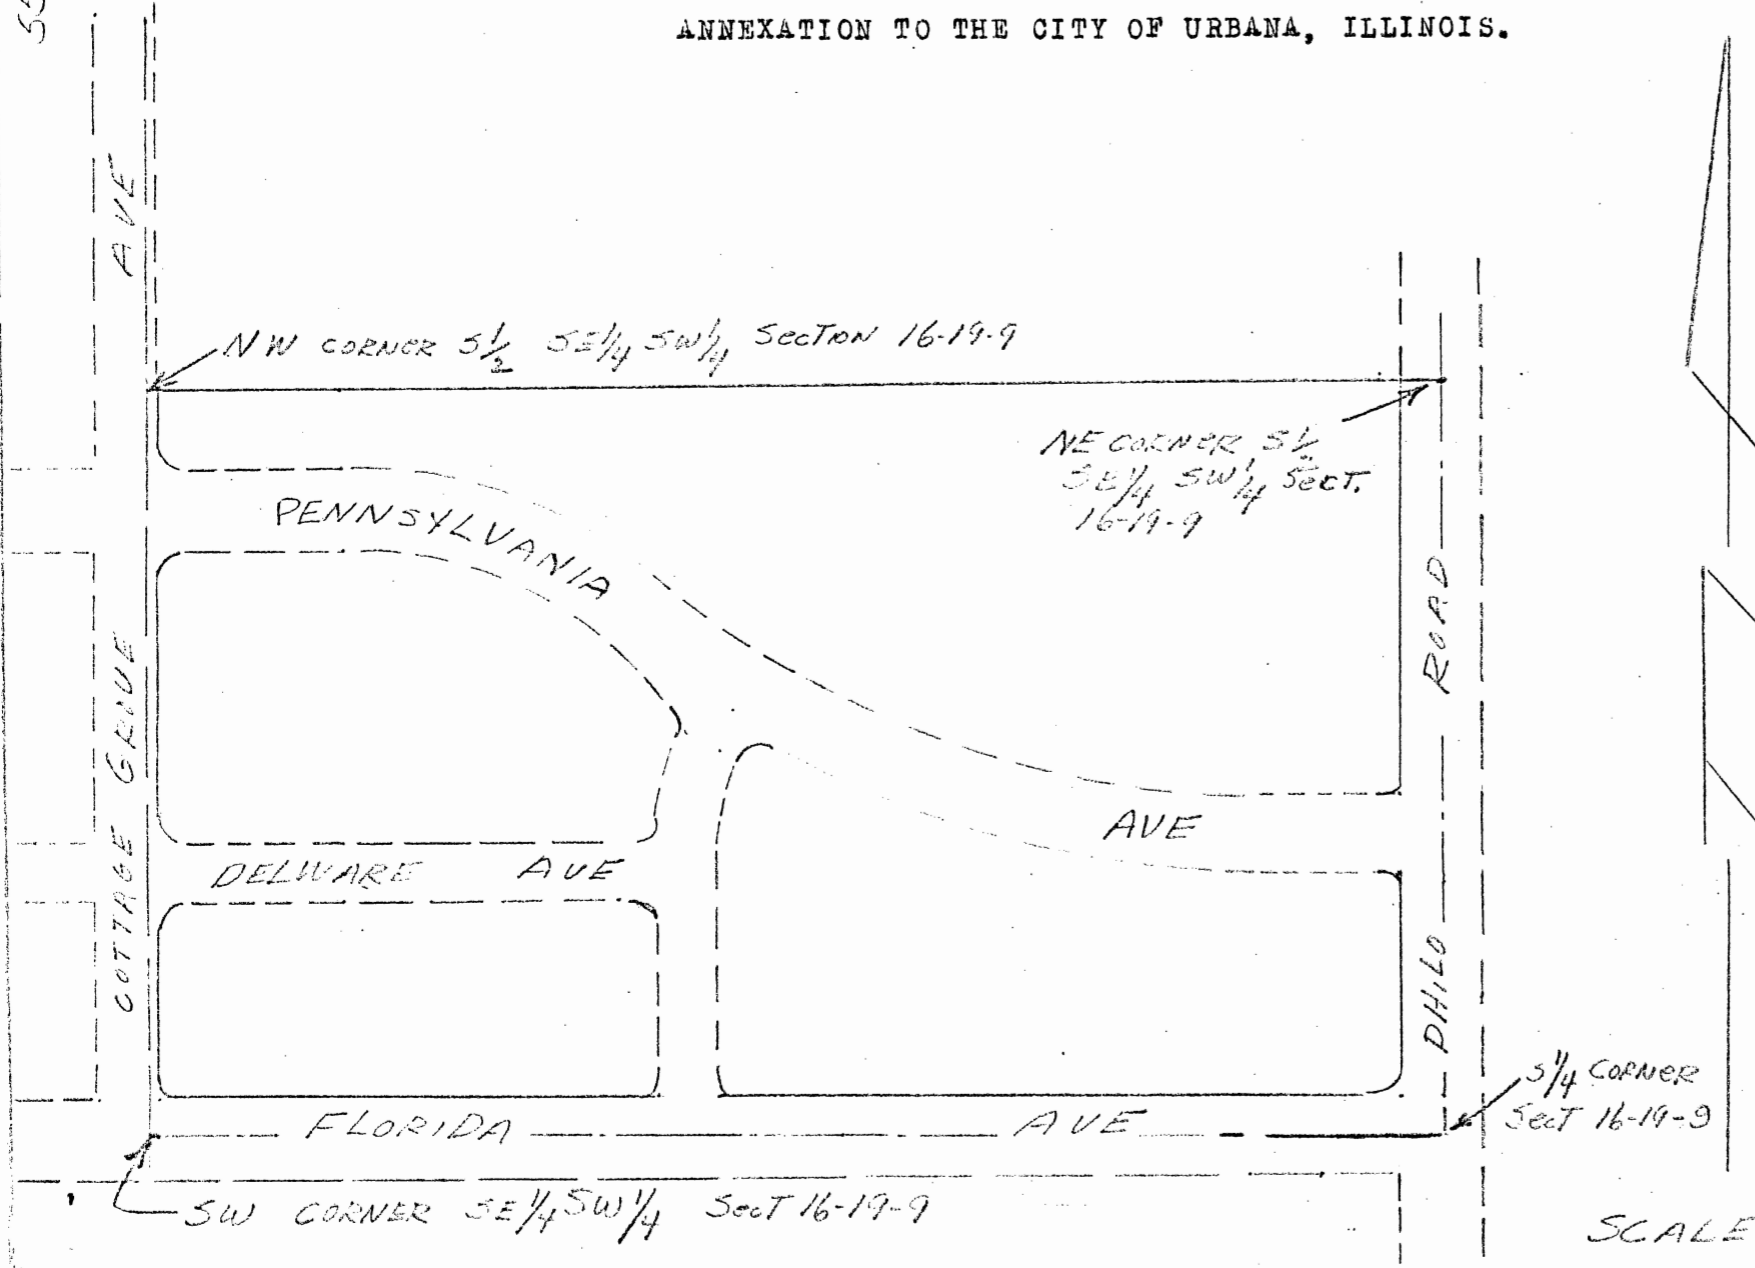 ANNEXATION TO THE CITY OF URBANA, ILLINOIS.
COTTAGE GROVE AVE
NW CORNER S½ SE¼ SW¼ SECTION 16-19-9
NE CORNER S½
SE¼ SW¼ SECT.
16-19-9
PENNSYLVANIA AVE
DELWARE AVE
PHILO ROAD
S¼ CORNER
SECT 16-19-9
FLORIDA AVE
SW CORNER SE¼ SW¼ SECT 16-19-9
SCALE